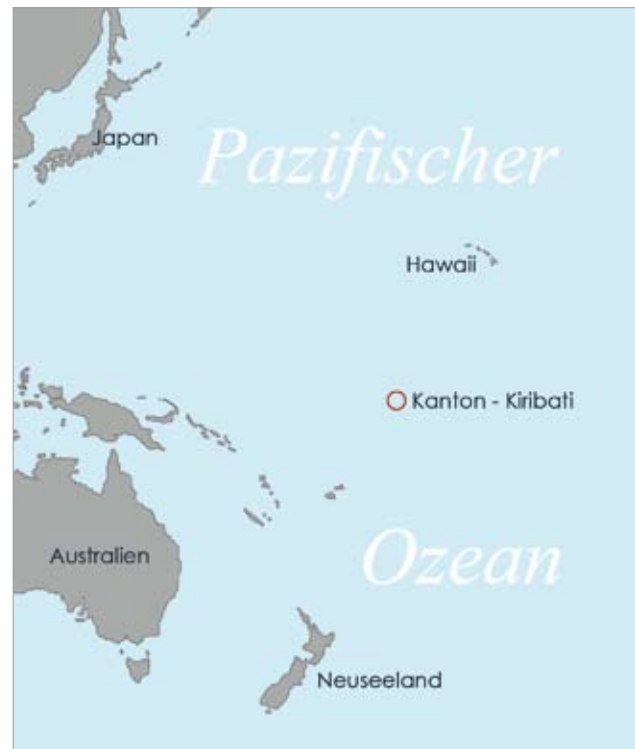 Japan
Pazifischer
Hawaii
Kanton - Kiribati
Ozean
Australien
Neuseeland